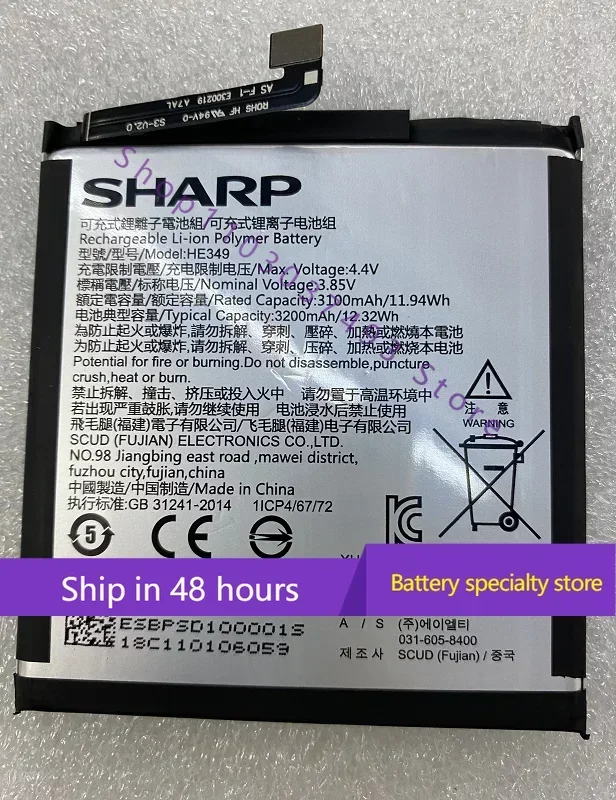 AS F-1 E300219 A7AL
ROHS HF 94V-0 S3-V2.0
SHARP
可充式鋰離子電池組/可充式锂离子电池组
Rechargeable Li-ion Polymer Battery
型號/型号/Model:HE349
充電限制電壓/充电限制电压/Max. Voltage:4.4V
標稱電壓/标称电压/Nominal Voltage:3.85V
額定電容量/额定容量/Rated Capacity:3100mAh/11.94Wh
电池典型容量/Typical Capacity:3200mAh/12.32Wh
為防止起火或爆炸,請勿拆解、穿刺、壓碎、加熱或燃燒本電池
为防止起火或爆炸,请勿拆解、穿刺、压碎、加热或燃烧本电池
Potential for fire or burning.Do not disassemble,puncture,
crush,heat or burn.
禁止拆解、撞击、挤压或投入火中 请勿置于高温环境中
若出现严重鼓胀,请勿继续使用 电池浸水后禁止使用
飛毛腿(福建)電子有限公司/飞毛腿(福建)电子有限公司
SCUD (FUJIAN) ELECTRONICS CO.,LTD.
NO.98 Jiangbing east road ,mawei district,
fuzhou city,fujian,china
中國製造/中国制造/Made in China
执行标准:GB 31241-2014 1ICP4/67/72
注 意
WARNING
5
CE
Shop1103033493 Store
Ship in 48 hours
Battery specialty store
ESBPSD100001S
18C110106059
A / S (주)에이엘티
031-605-8400
제 조 사 SCUD (Fujian) / 중국